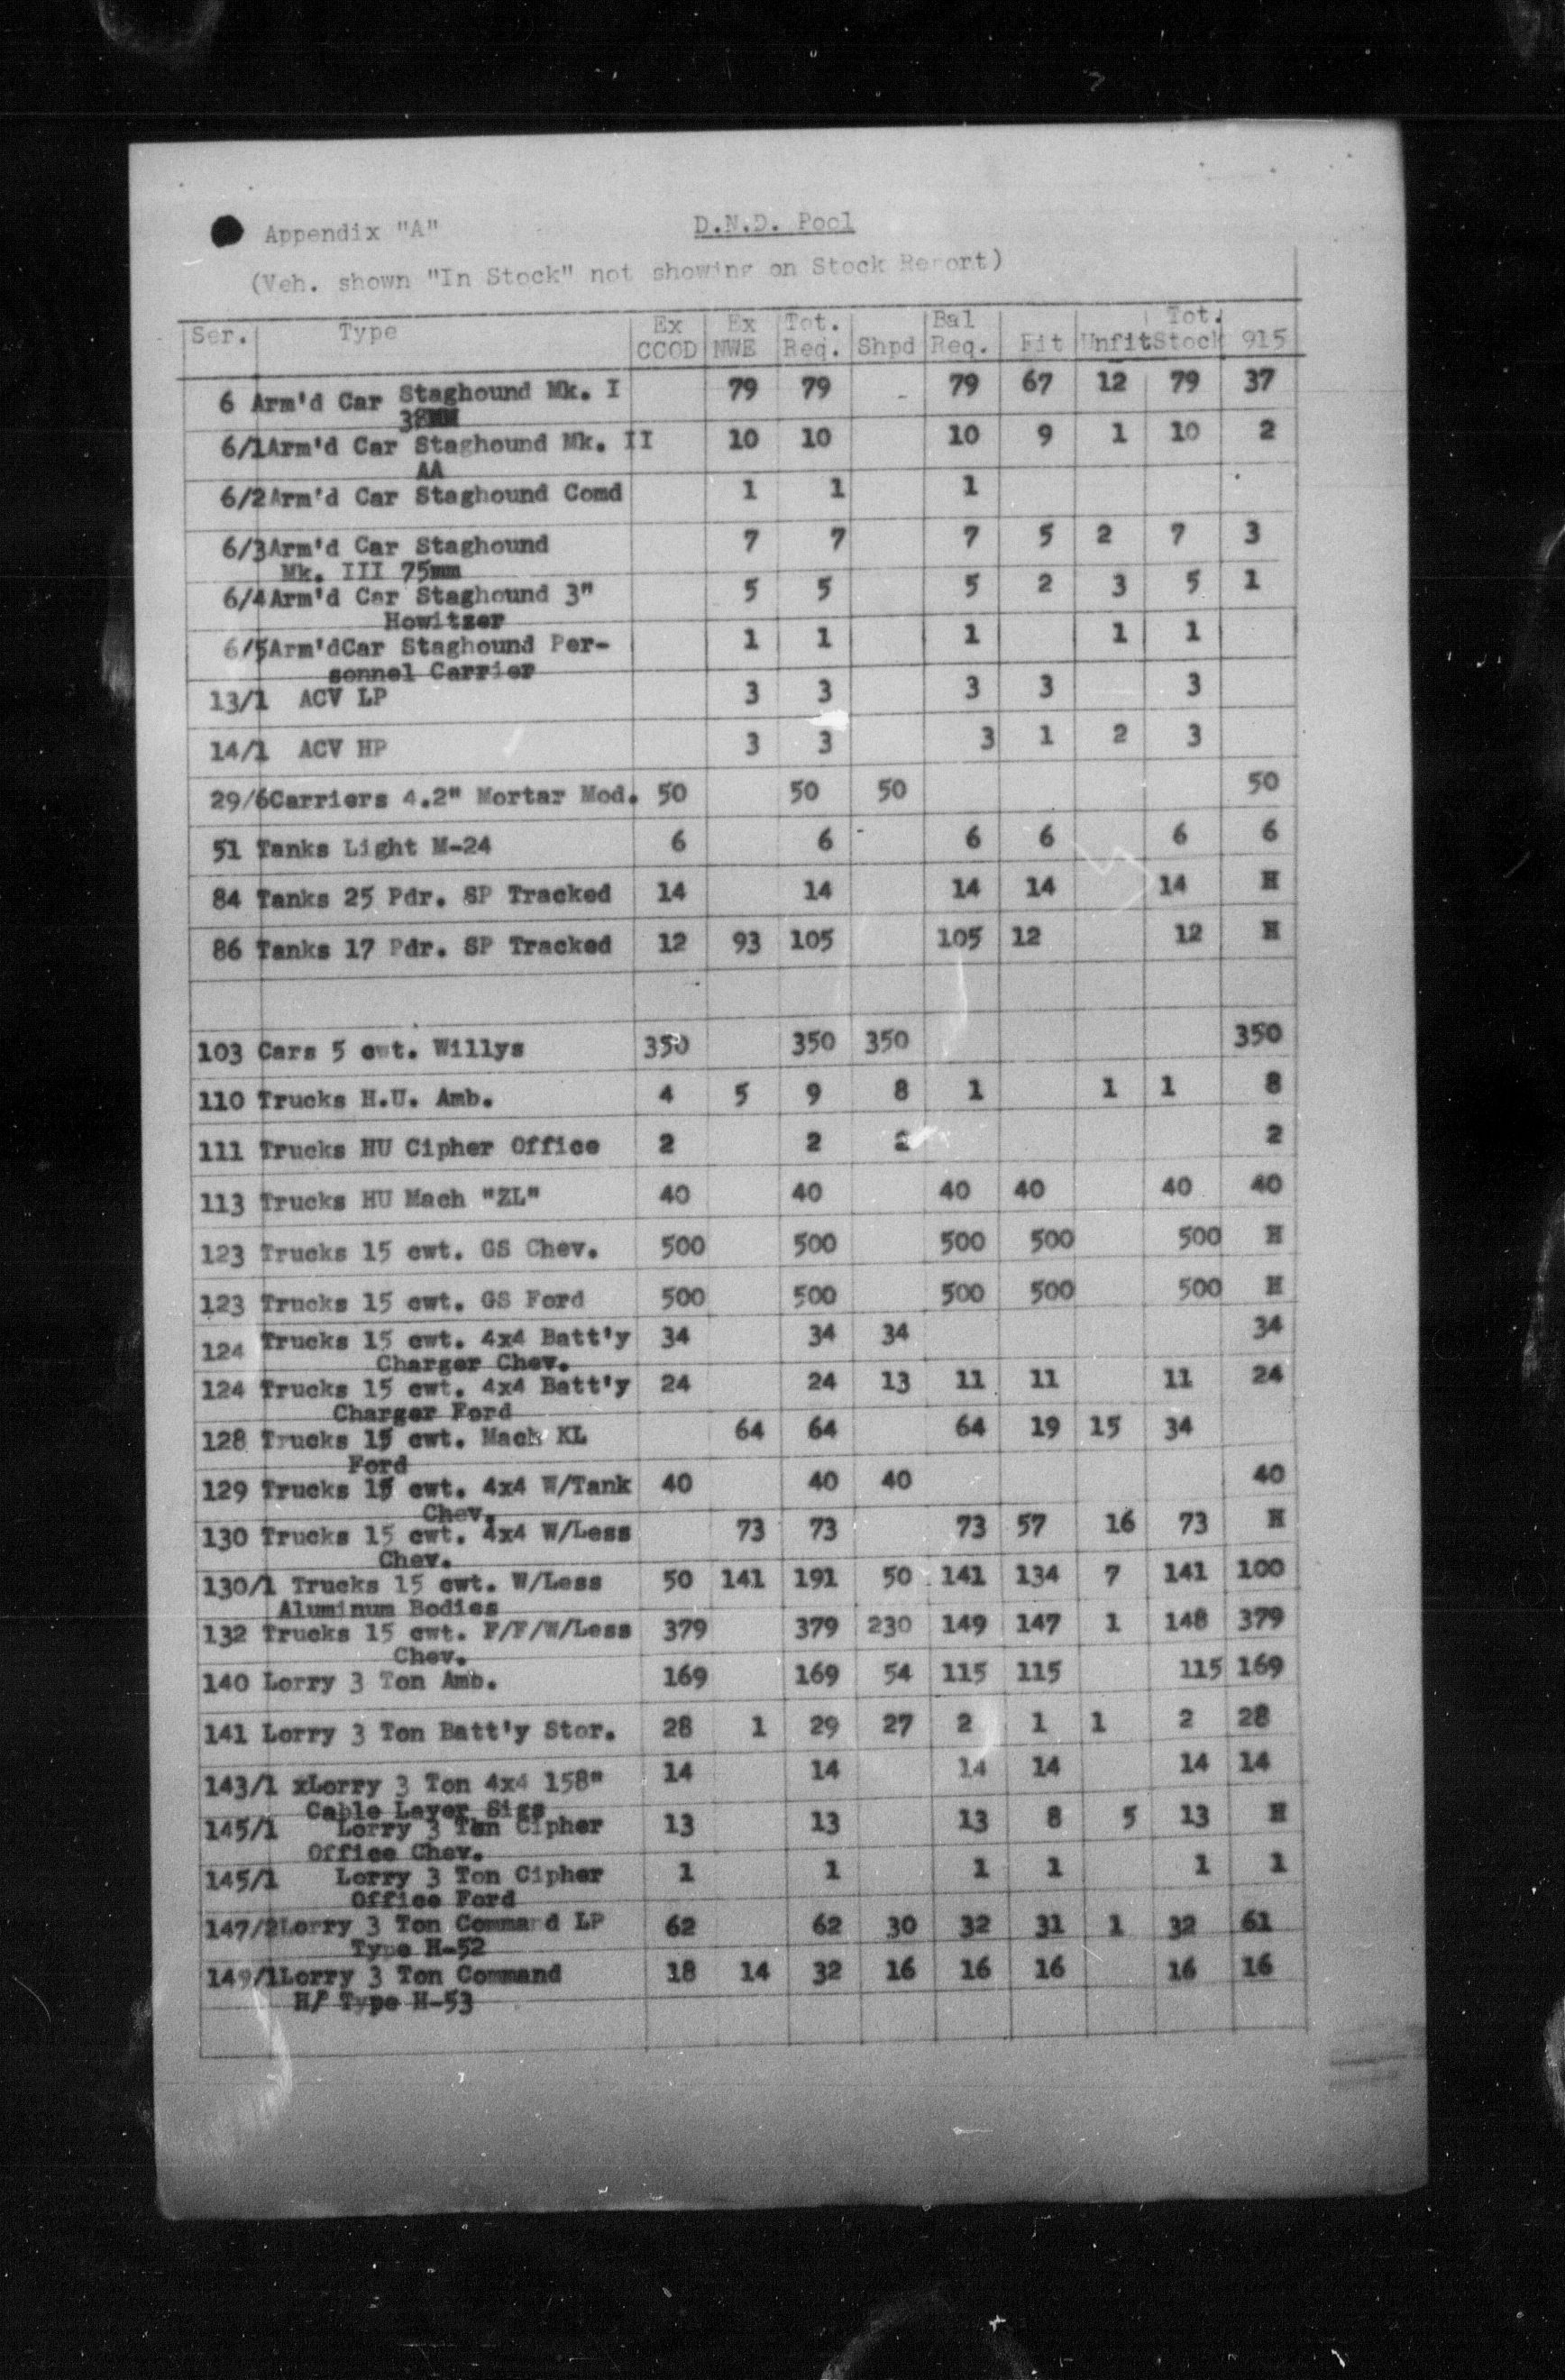 Appendix "A" D.N.D. Pool
(Veh. shown "In Stock" not showing on Stock Report)
Ser. Type Ex CCOD Ex NWE Tot. Req. Shpd Bal Req. Fit Unfit Tot. Stock 915
6 Arm'd Car Staghound Mk. I 79 79 79 67 12 79 37
6/1 Arm'd Car Staghound Mk. II 10 10 10 9 1 10 2
AA
6/2 Arm'd Car Staghound Comd 1 1 1
6/3 Arm'd Car Staghound 7 7 7 5 2 7 3
Mk. III 75mm
6/4 Arm'd Car Staghound 3" 5 5 5 2 3 5 1
Howitzer
6/5 Arm'dCar Staghound Per- 1 1 1 1 1
sonnel Carrier
13/1 ACV LP 3 3 3 3 3
14/1 ACV HP 3 3 3 1 2 3
29/6 Carriers 4.2" Mortar Mod. 50 50 50 50
51 Tanks Light M-24 6 6 6 6 6 6
84 Tanks 25 Pdr. SP Tracked 14 14 14 14 14 H
86 Tanks 17 Pdr. SP Tracked 12 93 105 105 12 12 H
103 Cars 5 cwt. Willys 350 350 350 350
110 Trucks H.U. Amb. 4 5 9 8 1 1 1 8
111 Trucks HU Cipher Office 2 2 2 2
113 Trucks HU Mach "ZL" 40 40 40 40 40 40
123 Trucks 15 cwt. GS Chev. 500 500 500 500 500 H
123 Trucks 15 cwt. GS Ford 500 500 500 500 500 H
124 Trucks 15 cwt. 4x4 Batt'y 34 34 34 34
Charger Chev.
124 Trucks 15 cwt. 4x4 Batt'y 24 24 13 11 11 11 24
Charger Ford
128 Trucks 15 cwt. Mach KL 64 64 64 19 15 34
Ford
129 Trucks 15 cwt. 4x4 W/Tank 40 40 40 40
Chev.
130 Trucks 15 cwt. 4x4 W/Less 73 73 73 57 16 73 H
Chev.
130/1 Trucks 15 cwt. W/Less 50 141 191 50 141 134 7 141 100
Aluminum Bodies
132 Trucks 15 cwt. F/F/W/Less 379 379 230 149 147 1 148 379
Chev.
140 Lorry 3 Ton Amb. 169 169 54 115 115 115 169
141 Lorry 3 Ton Batt'y Stor. 28 1 29 27 2 1 1 2 28
143/1 xLorry 3 Ton 4x4 158" 14 14 14 14 14 14
Cable Layer Sigs
145/1 Lorry 3 Ton Cipher 13 13 13 8 5 13 H
Office Chev.
145/1 Lorry 3 Ton Cipher 1 1 1 1 1 1
Office Ford
147/2 Lorry 3 Ton Command LP 62 62 30 32 31 1 32 61
Type H-52
149/1 Lorry 3 Ton Command 18 14 32 16 16 16 16 16
HP Type H-53